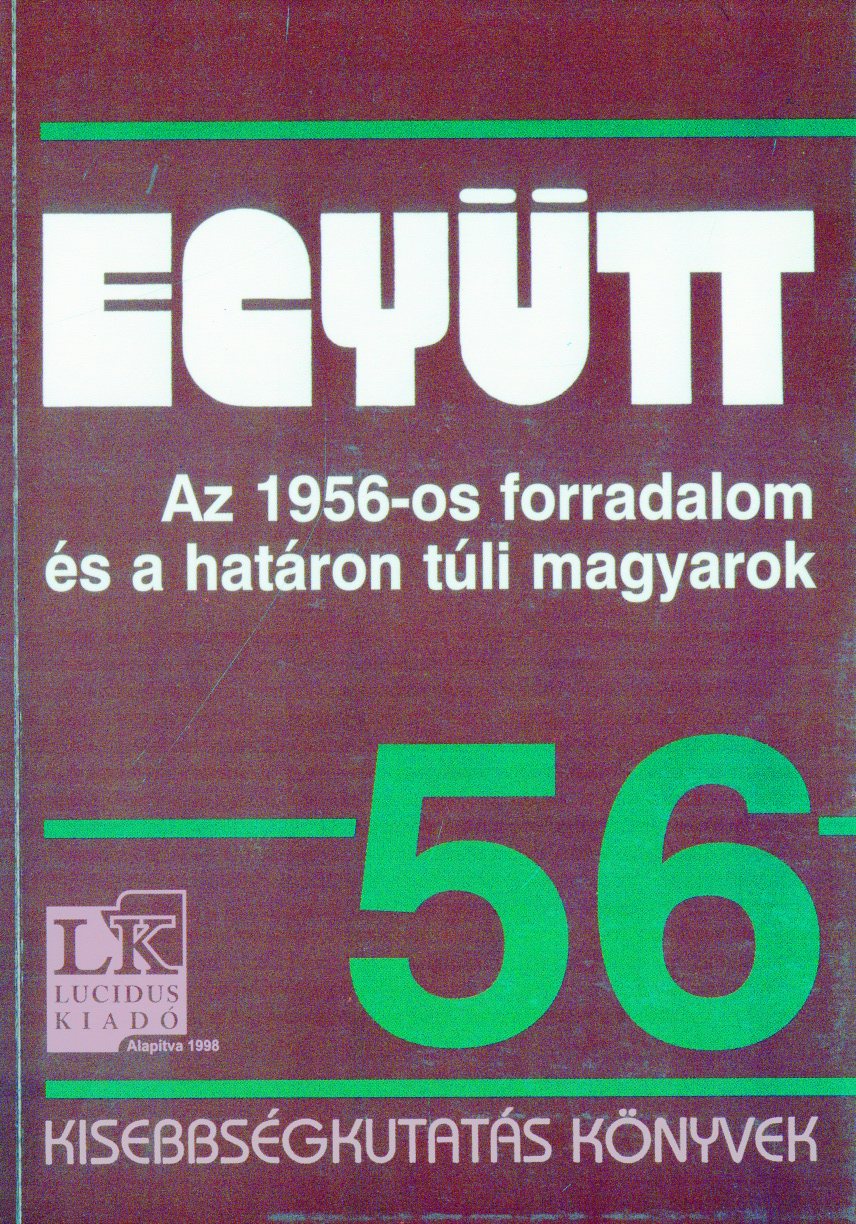 EGYÜTT
Az 1956-os forradalom
és a határon túli magyarok
56
LK
LUCIDUS
KIADÓ
Alapítva 1998
KISEBBSÉGKUTATÁS KÖNYVEK